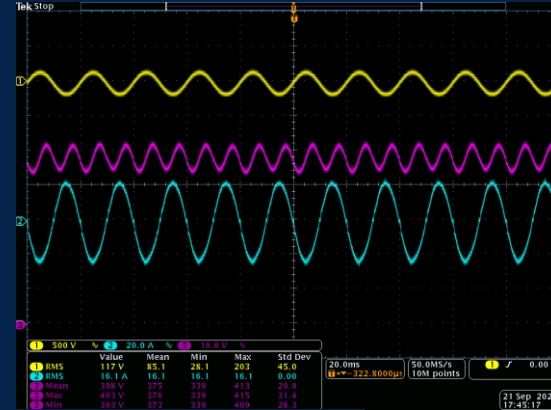 Tek Stop
1
2
3
1 500 V 2 20.0 A 3 10.0 V
Value Mean Min Max Std Dev
1 RMS 117 V 85.1 28.1 203 45.0
2 RMS 16.1 A 16.1 16.1 16.1 0.00
3 Mean 398 V 375 339 413 29.9
3 Max 403 V 376 339 415 31.4
3 Min 393 V 373 339 409 28.3
20.0ms
-322.8000µs
50.0MS/s
10M points
1 0.00
21 Sep
17:45:17